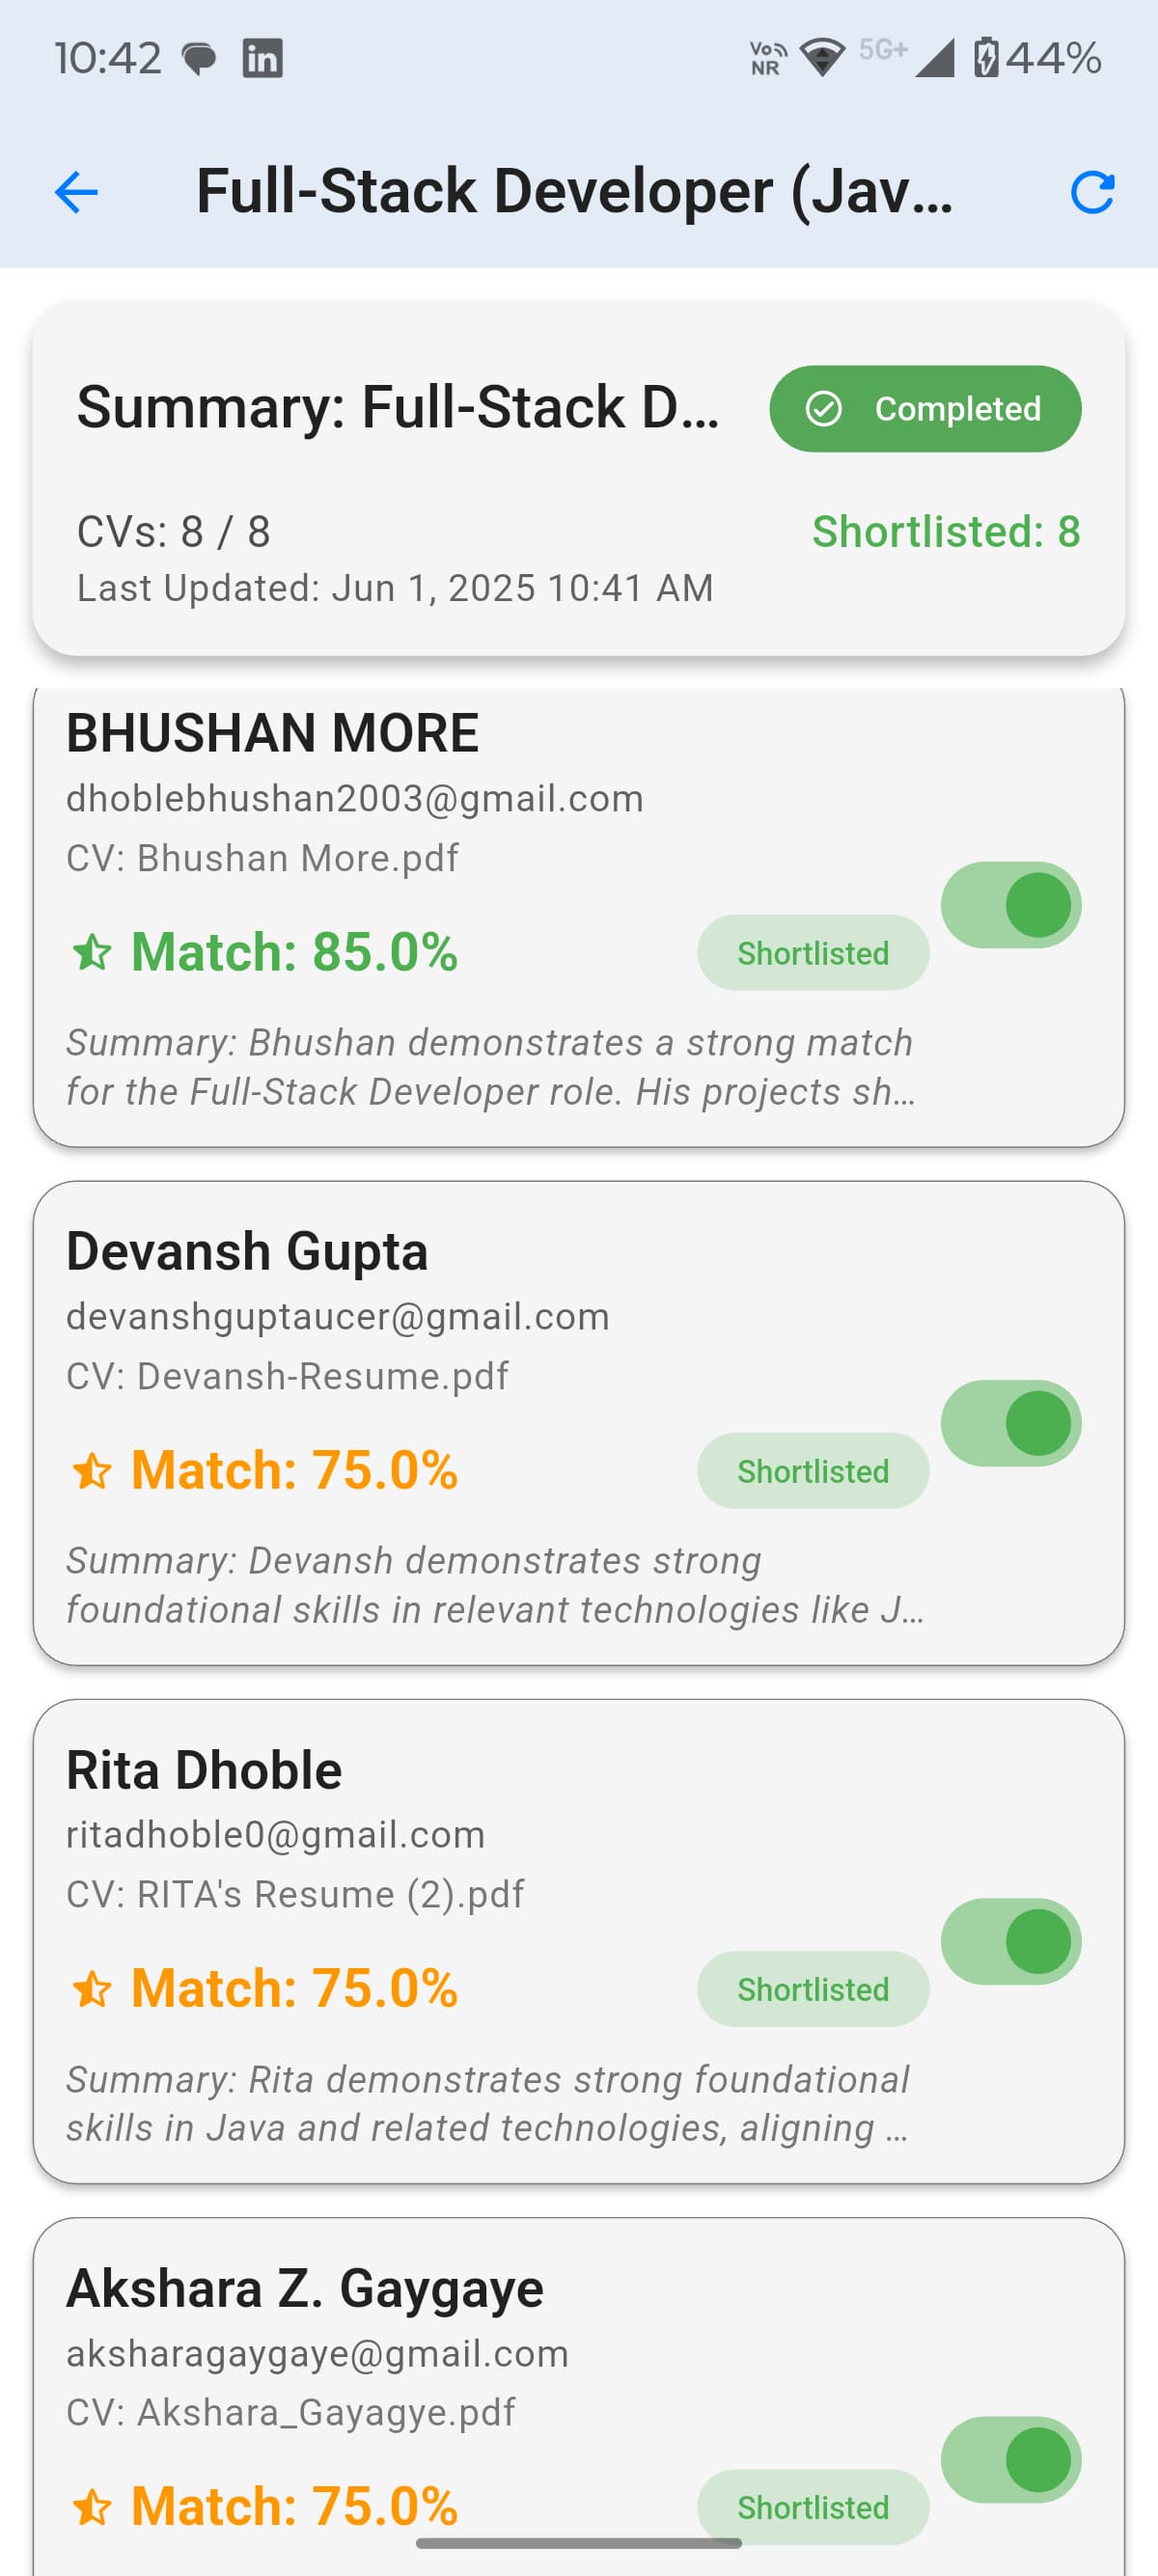 10:42
Vo NR 5G+ 44%
Full-Stack Developer (Jav...
Summary: Full-Stack D...
Completed
CVs: 8 / 8
Shortlisted: 8
Last Updated: Jun 1, 2025 10:41 AM
BHUSHAN MORE
dhoblebhushan2003@gmail.com
CV: Bhushan More.pdf
Match: 85.0%
Shortlisted
Summary: Bhushan demonstrates a strong match
for the Full-Stack Developer role. His projects sh...
Devansh Gupta
devanshguptaucer@gmail.com
CV: Devansh-Resume.pdf
Match: 75.0%
Shortlisted
Summary: Devansh demonstrates strong
foundational skills in relevant technologies like J...
Rita Dhoble
ritadhoble0@gmail.com
CV: RITA's Resume (2).pdf
Match: 75.0%
Shortlisted
Summary: Rita demonstrates strong foundational
skills in Java and related technologies, aligning ...
Akshara Z. Gaygaye
aksharagaygaye@gmail.com
CV: Akshara_Gayagye.pdf
Match: 75.0%
Shortlisted